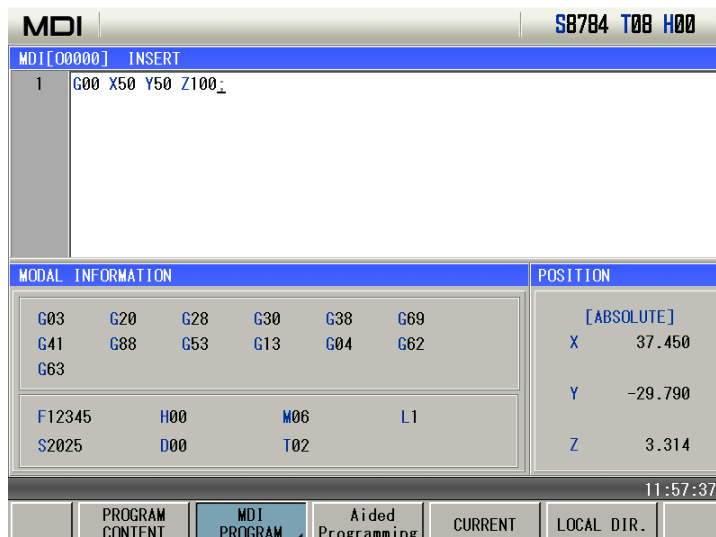 MDI S8784 T08 H00
MDI[O0000] INSERT
1 G00 X50 Y50 Z100;
MODAL INFORMATION POSITION
G03 G20 G28 G30 G38 G69 [ABSOLUTE]
G41 G88 G53 G13 G04 G62 X 37.450
G63
Y -29.790
F12345 H00 M06 L1
S2025 D00 T02 Z 3.314
11:57:37
PROGRAM MDI Aided CURRENT LOCAL DIR.
CONTENT PROGRAM Programming